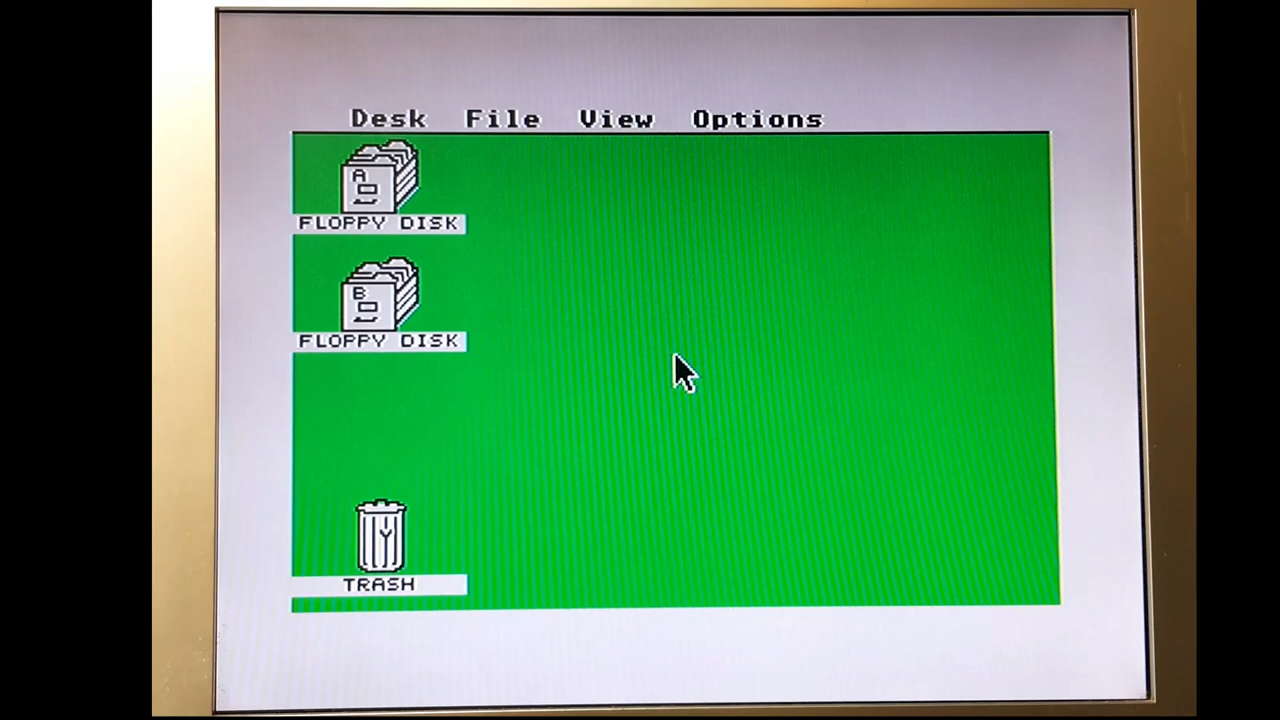 Desk File View Options
A
FLOPPY DISK
B
FLOPPY DISK
TRASH